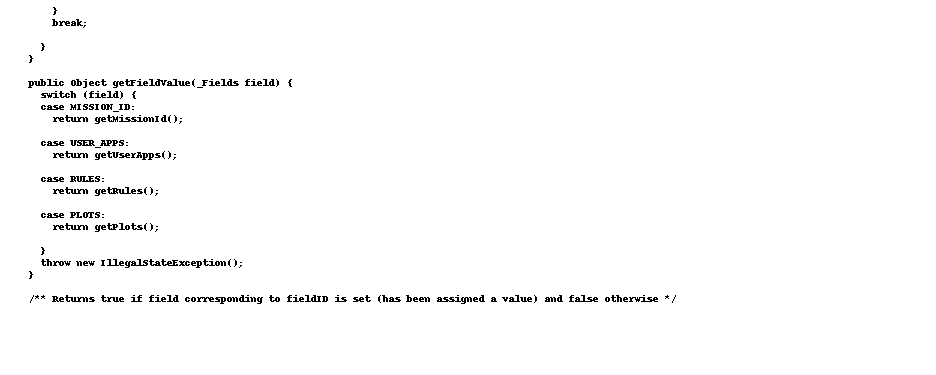 }
break;
}
}
public Object getFieldValue(_Fields field) {
switch (field) {
case MISSION_ID:
return getMissionId();
case USER_APPS:
return getUserApps();
case RULES:
return getRules();
case PLOTS:
return getPlots();
}
throw new IllegalStateException();
}
/** Returns true if field corresponding to fieldID is set (has been assigned a value) and false otherwise */